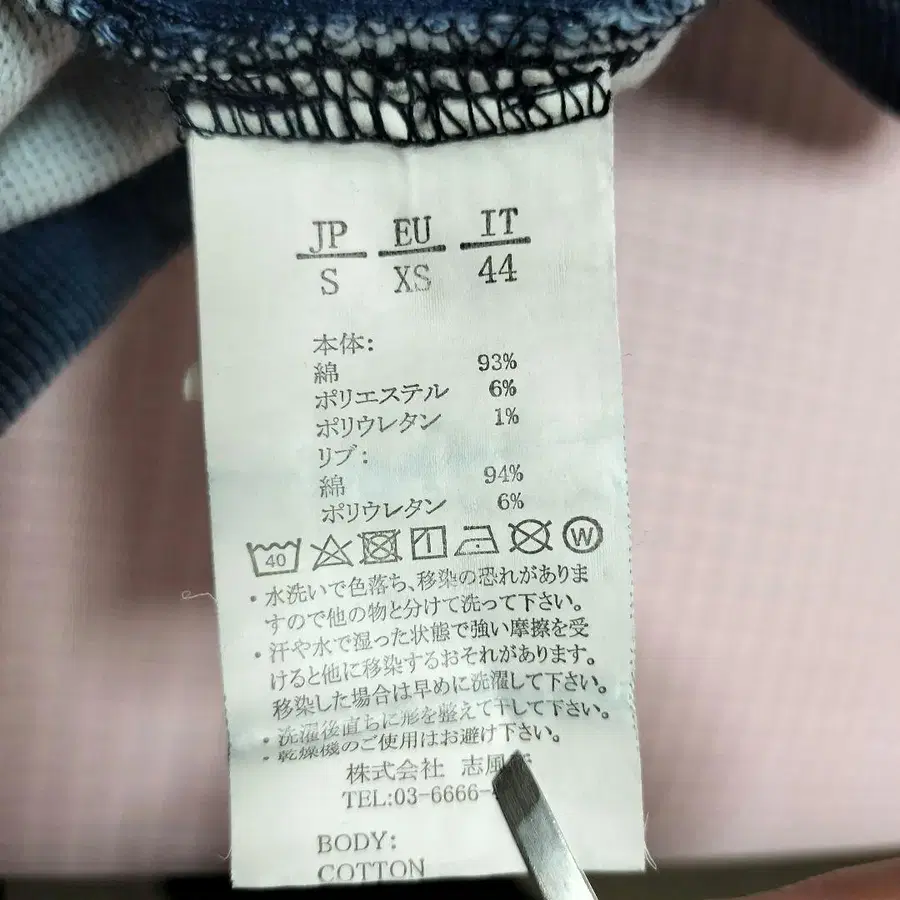 JP EU IT
S XS 44
本体:
綿 93%
ポリエステル 6%
ポリウレタン 1%
リブ:
綿 94%
ポリウレタン 6%
40 W
・水洗いで色落ち、移染の恐れがありま
すので他の物と分けて洗って下さい。
・汗や水で湿った状態で強い摩擦を受
けると他に移染するおそれがあります。
移染した場合は早めに洗濯して下さい。
・洗濯後直ちに形を整えて干して下さい。
・乾燥機のご使用はお避け下さい。
株式会社 志風
TEL:03-6666-
BODY:
COTTON